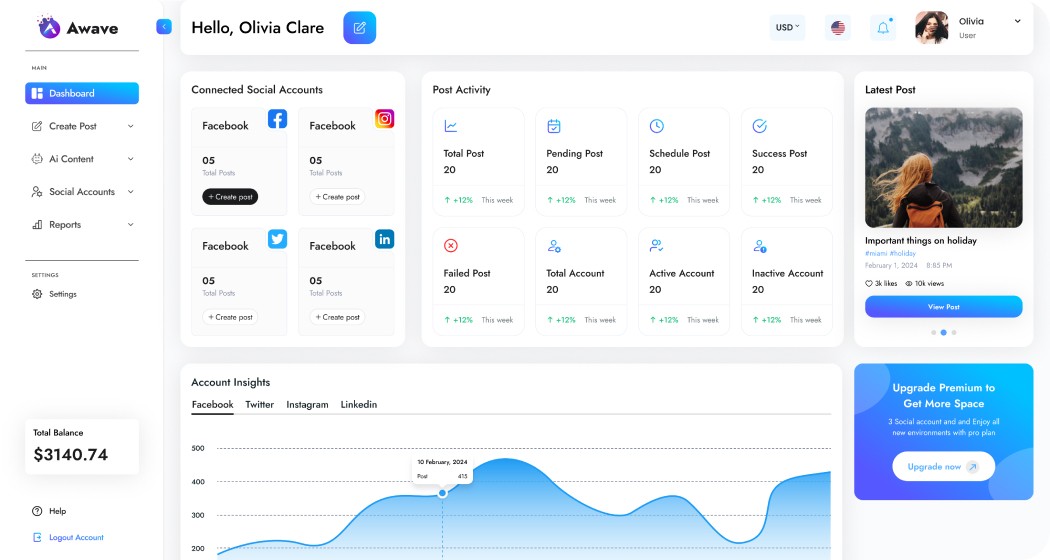 Awave
MAIN
Dashboard
Create Post
Ai Content
Social Accounts
Reports
SETTINGS
Settings
Total Balance
$3140.74
Help
Logout Account
Hello, Olivia Clare
USD
Olivia
User
Connected Social Accounts
Facebook
05
Total Posts
+ Create post
Facebook
05
Total Posts
+ Create post
Facebook
05
Total Posts
+ Create post
Facebook
05
Total Posts
+ Create post
Post Activity
Total Post
20
↑ +12% This week
Pending Post
20
↑ +12% This week
Schedule Post
20
↑ +12% This week
Success Post
20
↑ +12% This week
Failed Post
20
↑ +12% This week
Total Account
20
↑ +12% This week
Active Account
20
↑ +12% This week
Inactive Account
20
↑ +12% This week
Latest Post
Important things on holiday
#miami #holiday
February 1, 2024 8:85 PM
3k likes 10k views
View Post
Account Insights
Facebook Twitter Instagram Linkedin
500
400
300
200
10 February, 2024
Post 415
Upgrade Premium to
Get More Space
3 Social account and and Enjoy all
new environments with pro plan
Upgrade now